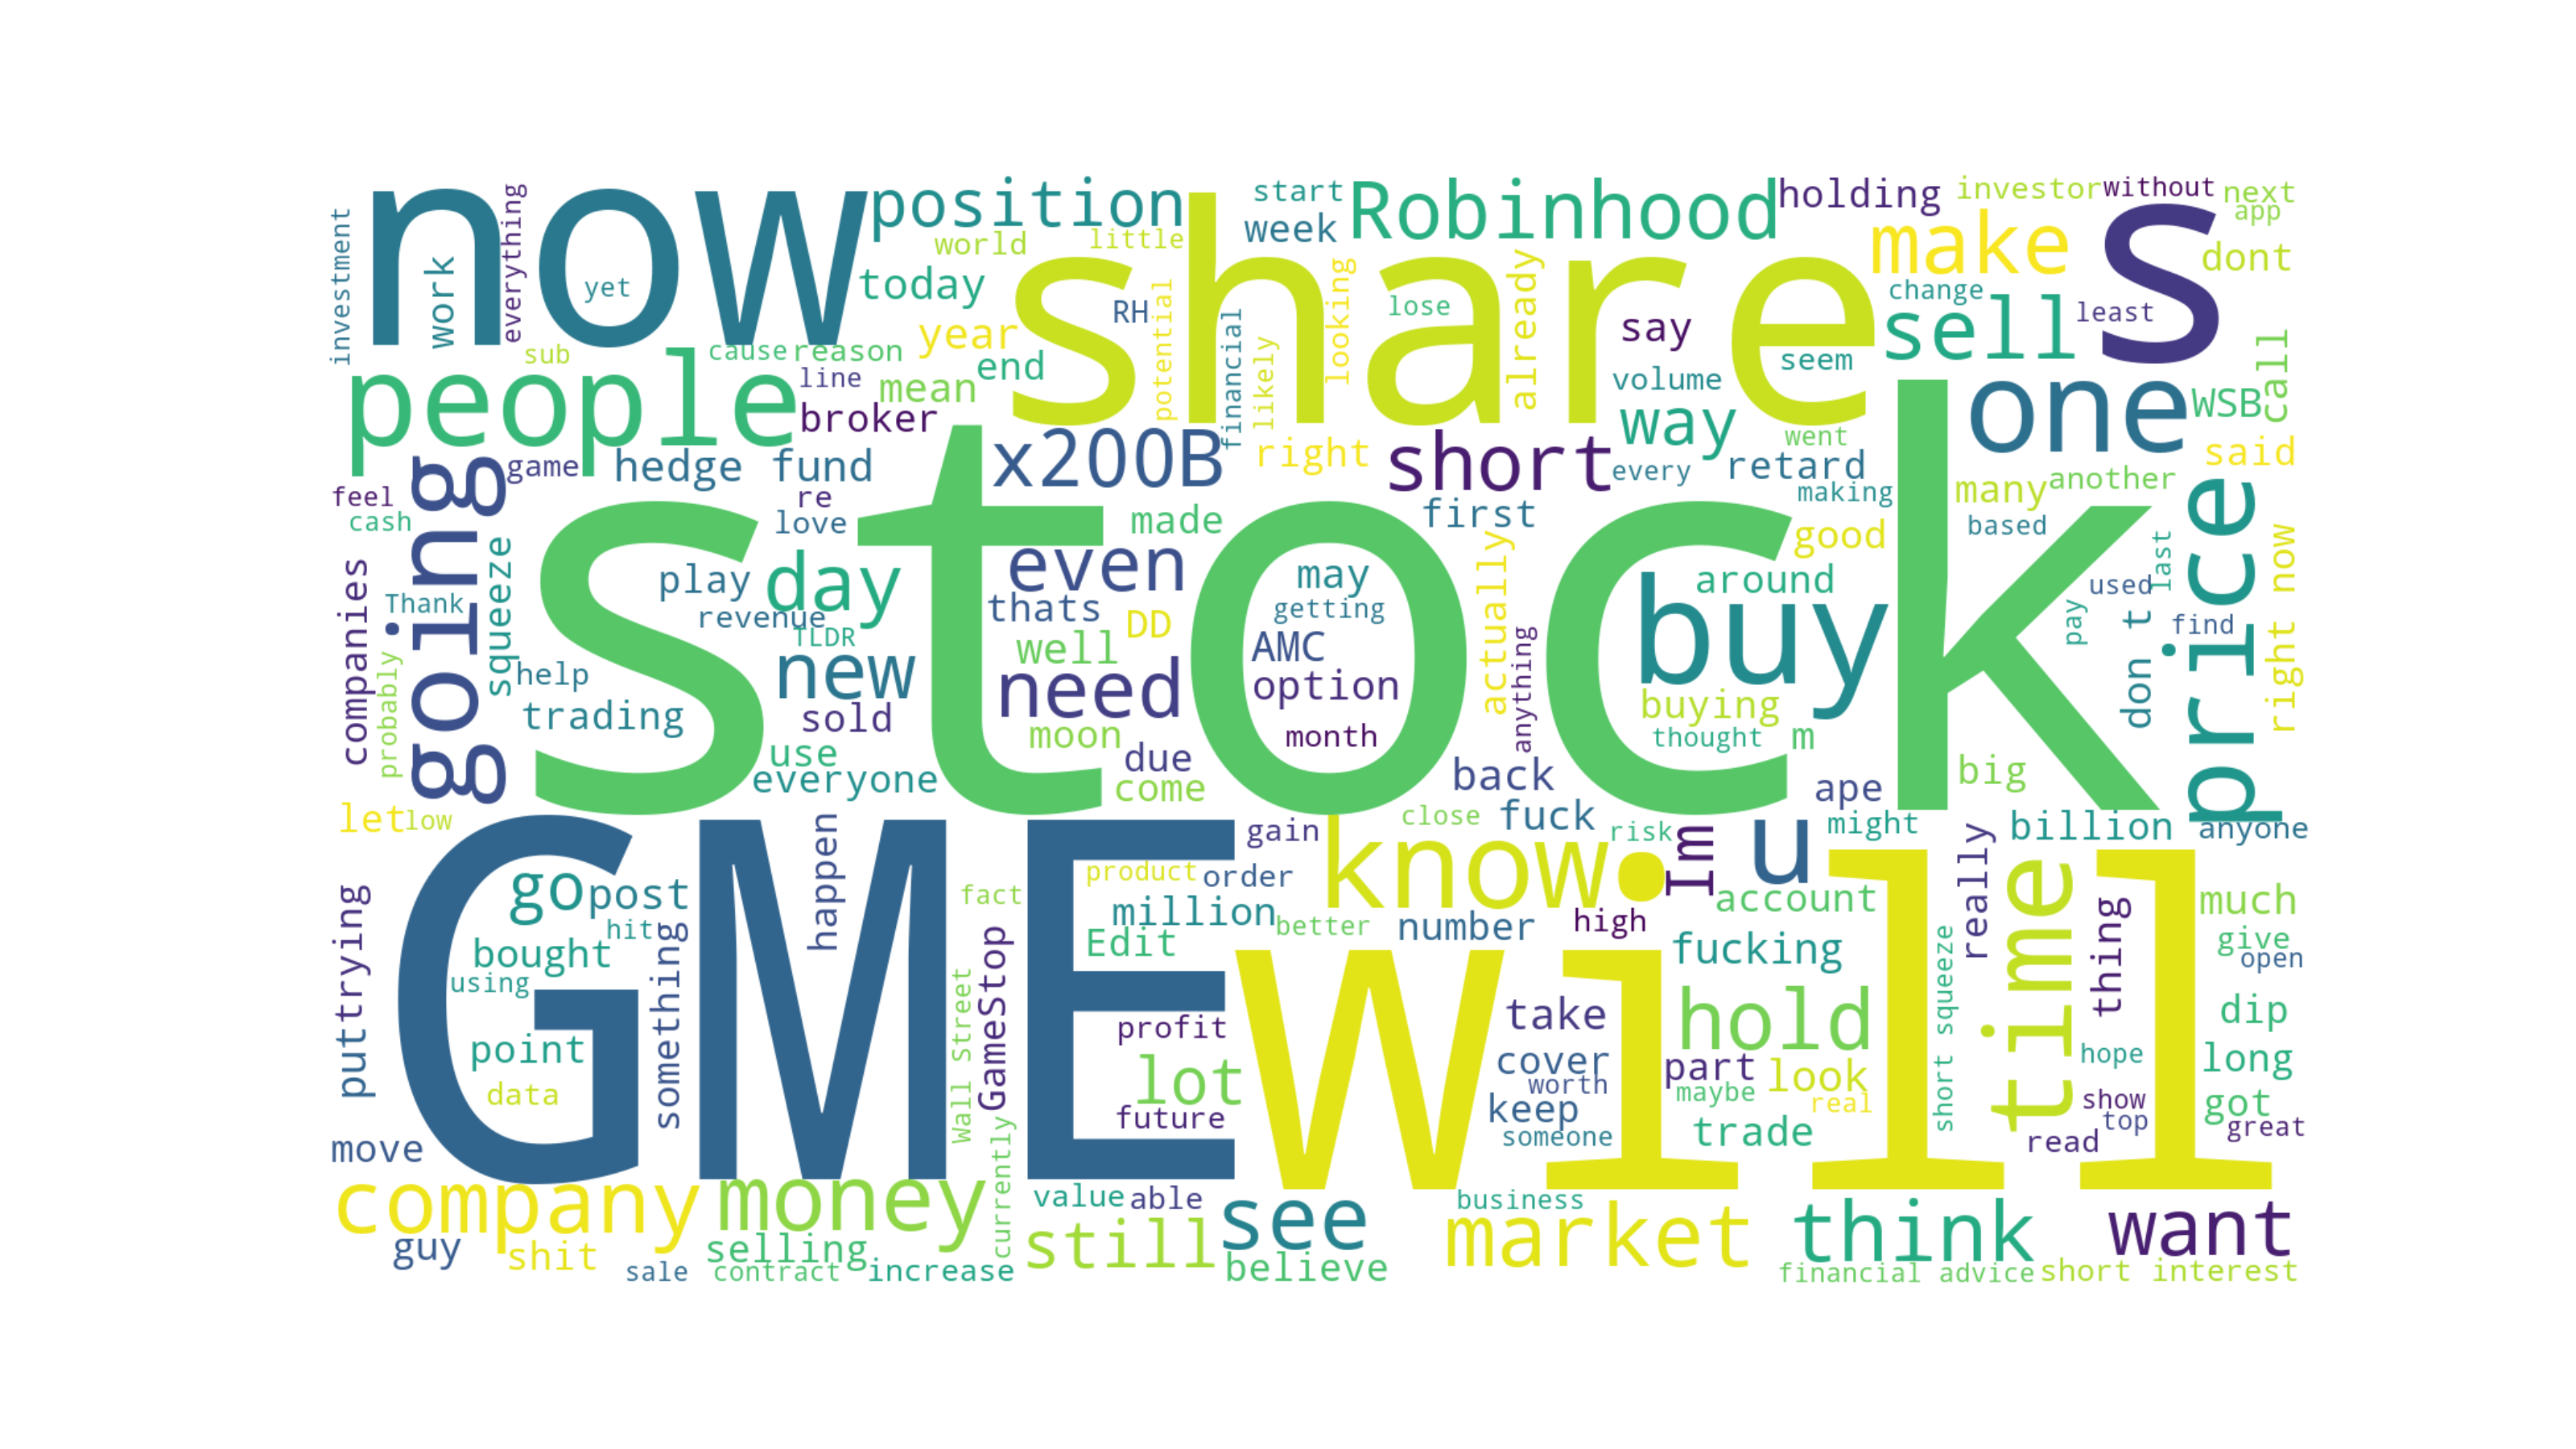 now
position
start
Robinhood
holding
investor
without
next
app
share
s
everything
investment
work
yet
world
little
week
make
dont
today
RH
potential
financial
likely
looking
lose
already
say
change
sell
least
call
sub
cause
reason
year
end
line
mean
volume
seem
people
broker
way
went
one
WSB
game
hedge fund
x200B
right
short
every
retard
said
many
another
going
feel
cash
re
love
made
first
making
based
good
stock
price
last
right now
companies
squeeze
Thank
play
day
even
may
actually
around
used
revenue
thats
DD
getting
buy
pay
find
TLDR
well
AMC
don t
probably
help
new
need
option
anything
buying
trading
sold
moon
month
thought
m
use
due
back
big
everyone
come
ape
let
low
close
fuck
risk
Im
u
might
billion
anyone
GME
happen
gain
know
really
time
go
post
fact
product
order
account
thing
much
puttrying
hit
something
million
better
number
high
bought
Edit
fucking
give
open
using
Wall Street
GameStop
will
short squeeze
take
hold
dip
point
profit
cover
part
look
hope
long
data
lot
worth
maybe
real
show
future
keep
got
top
someone
trade
great
move
currently
read
company
money
value
able
see
business
market
think
want
guy
shit
selling
still
believe
sale
contract
increase
financial advice
short interest